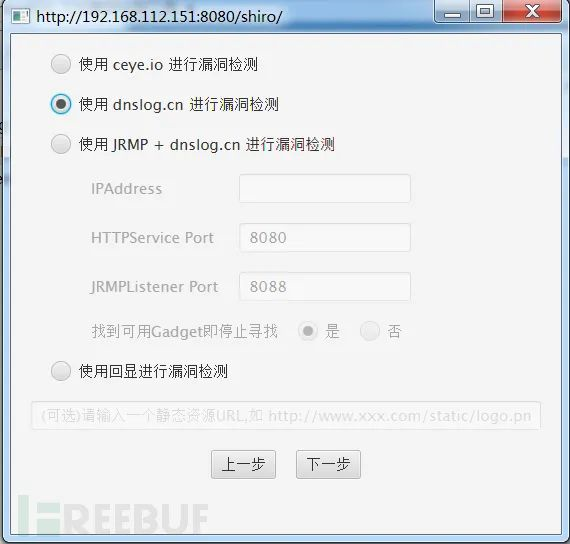 http://192.168.112.151:8080/shiro/
使用 ceye.io 进行漏洞检测
使用 dnslog.cn 进行漏洞检测
使用 JRMP + dnslog.cn 进行漏洞检测
IPAddress
HTTPService Port 8080
JRMPListener Port 8088
找到可用Gadget即停止寻找 是 否
使用回显进行漏洞检测
(可选)请输入一个静态资源URL,如 http://www.xxx.com/static/logo.pn
上一步 下一步
FREEBUF